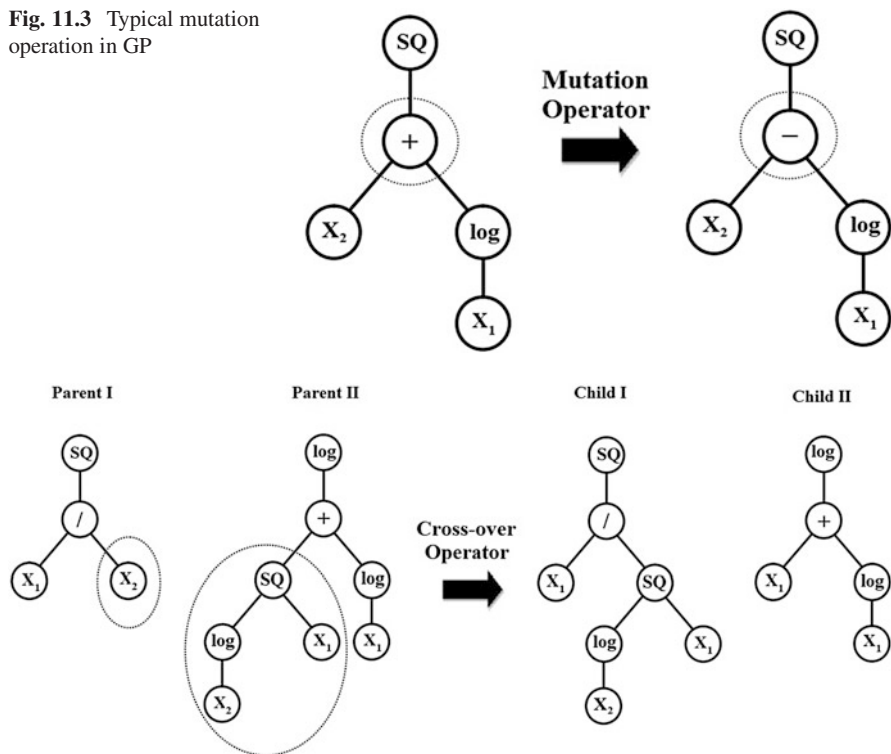 Fig. 11.3 Typical mutation
operation in GP
SQ
+
X₂
log
X₁
Mutation
Operator
SQ
−
X₂
log
X₁
Parent I
Parent II
Child I
Child II
SQ
/
X₁
X₂
log
+
SQ
log
log
X₁
X₁
X₂
Cross-over
Operator
SQ
/
X₁
SQ
log
X₁
X₂
log
+
X₁
log
X₁